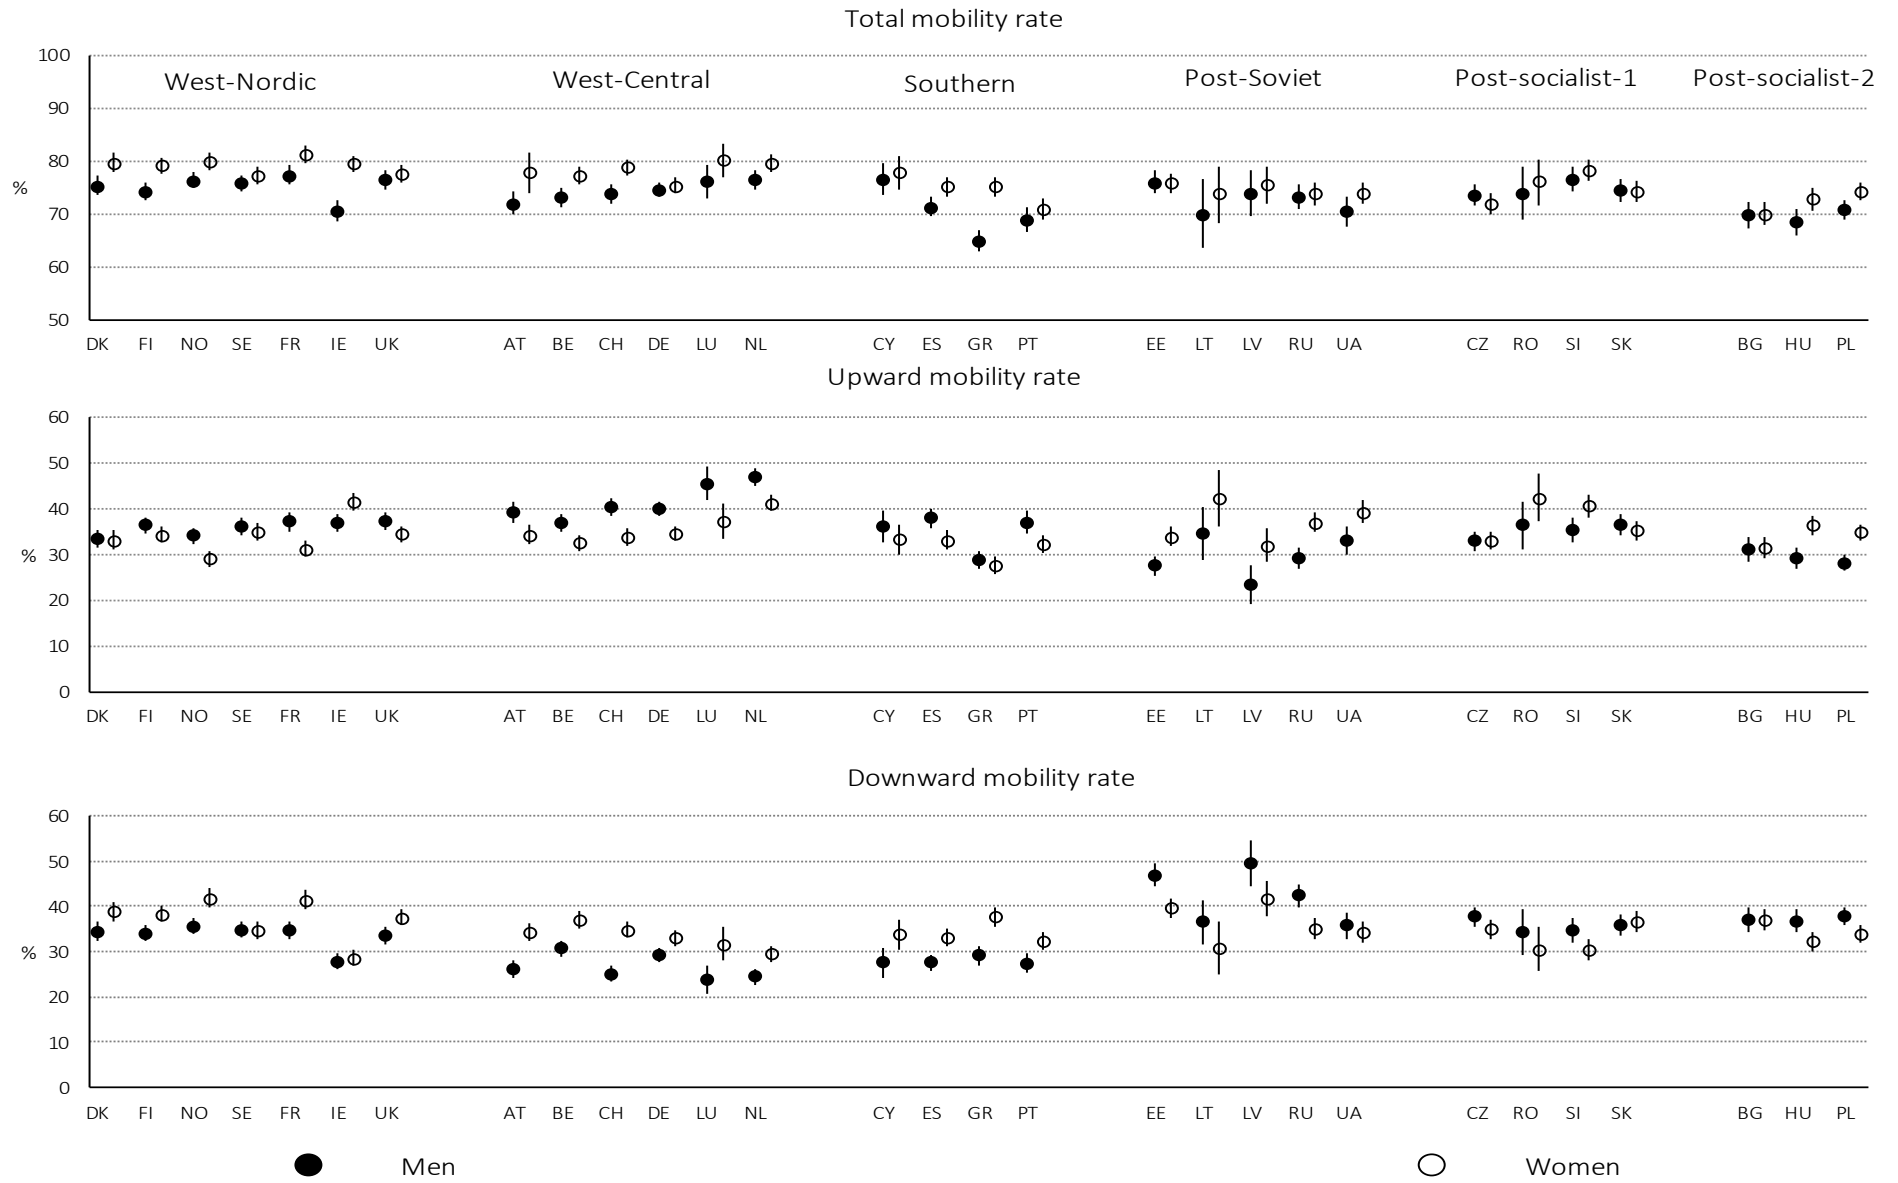 Total mobility rate
100
West-Nordic West-Central Southern Post-Soviet Post-socialist-1 Post-socialist-2
90
80
%
70
60
50
DK FI NO SE FR IE UK AT BE CH DE LU NL CY ES GR PT EE LT LV RU UA CZ RO SI SK BG HU PL
Upward mobility rate
60
50
40
30
%
20
10
0
DK FI NO SE FR IE UK AT BE CH DE LU NL CY ES GR PT EE LT LV RU UA CZ RO SI SK BG HU PL
Downward mobility rate
60
50
40
30
%
20
10
0
DK FI NO SE FR IE UK AT BE CH DE LU NL CY ES GR PT EE LT LV RU UA CZ RO SI SK BG HU PL
Men Women